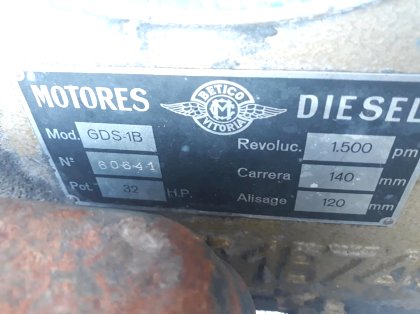 MOTORES DIESEL
BETICO
M
VITORIA
Mod. GDS-1B
Nº 60641
Pot. 32 H.P.
Revoluc. 1.500 pm
Carrera 140 mm
Alisage 120 mm